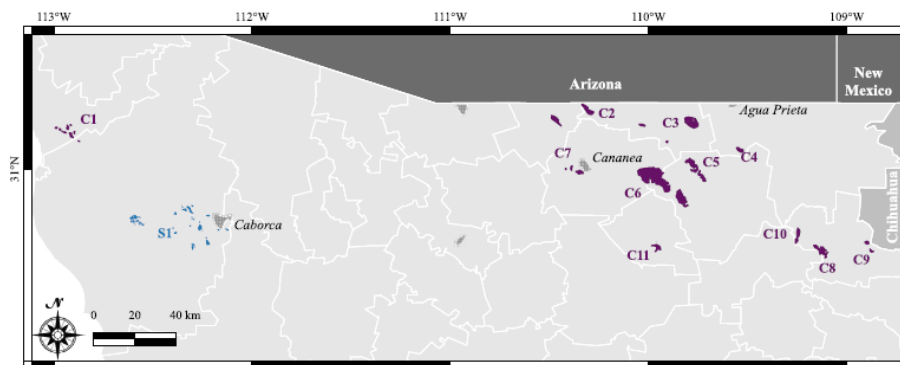 113°W 112°W 111°W 110°W 109°W
Arizona
New
Mexico
C1
C2
C3
Agua Prieta
C4
C7
Cananea
C5
31°N
C6
Chihuahua
Caborca
S1
C10
C11
C8
C9
N
0 20 40 km